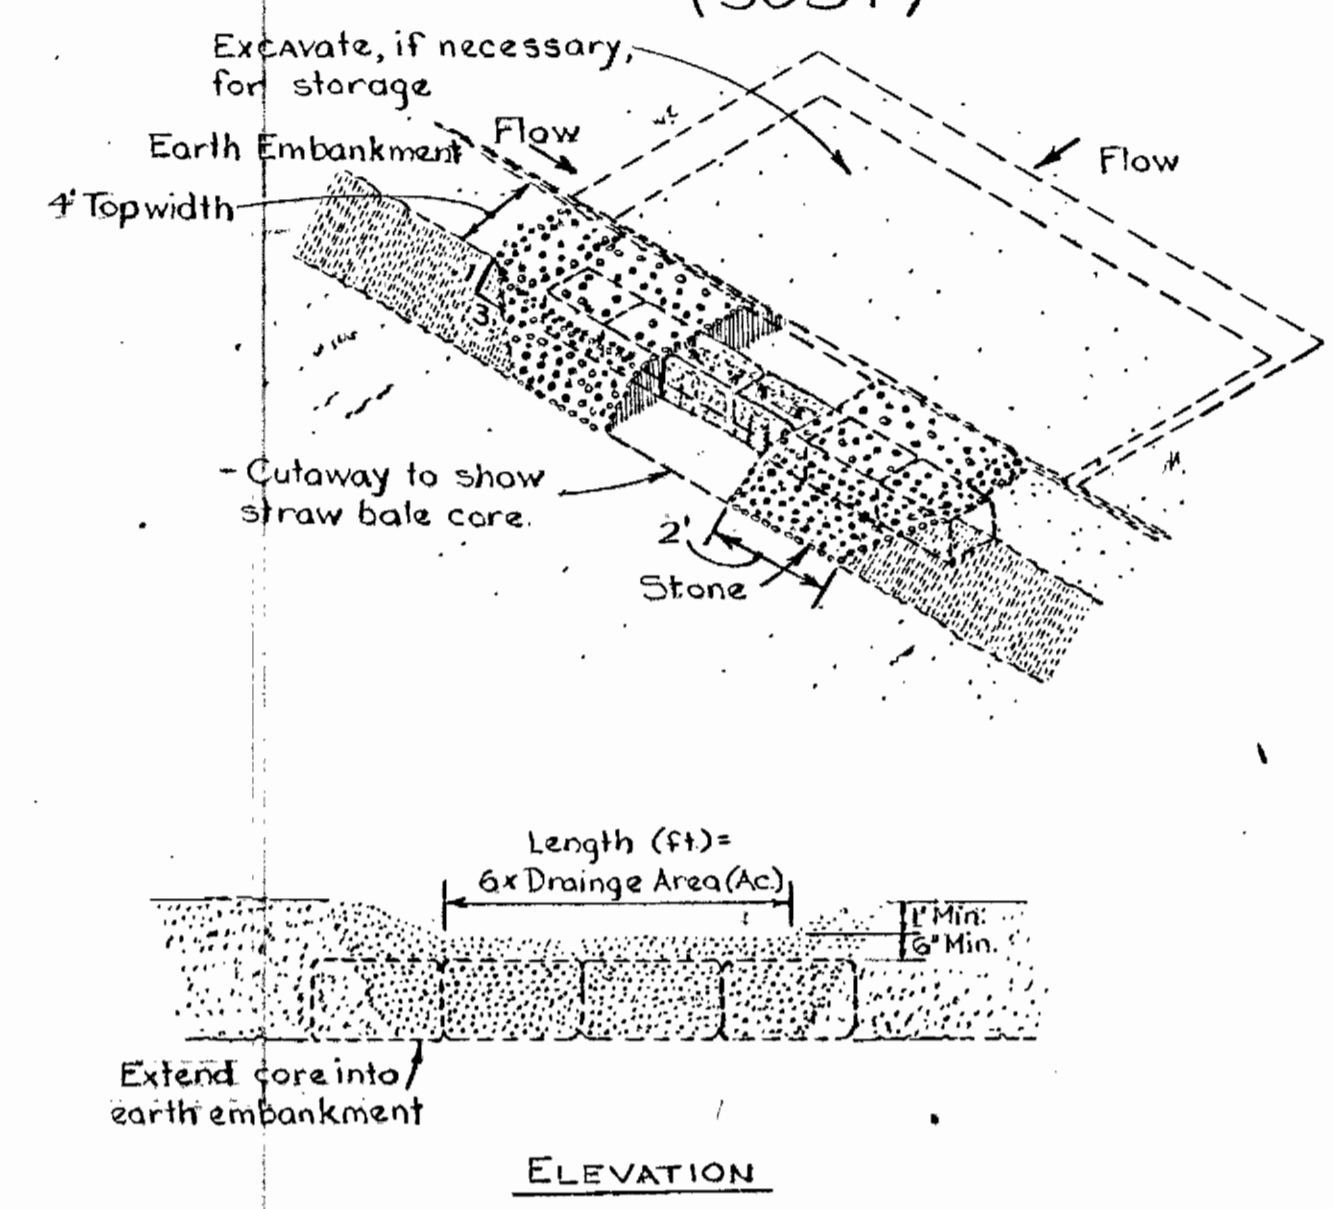 Excavate, if necessary,
for storage
Flow
Earth Embankment
Flow
4' Topwidth
1
3
- Cutaway to show
straw bale core.
2'
Stone
Length (ft.) =
6x Drainge Area (Ac.)
1' Min.
6" Min.
Extend core into
earth embankment
ELEVATION